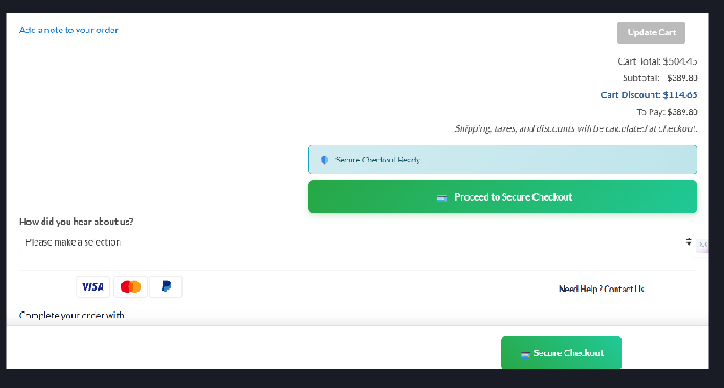 Add a note to your order
Update Cart
Cart Total: $504.45
Subtotal: $389.80
Cart Discount: $114.65
To Pay: $389.80
Shipping, taxes, and discounts will be calculated at checkout.
Secure Checkout Ready
Proceed to Secure Checkout
How did you hear about us?
Please make a selection
VISA
Need Help ? Contact Us
Complete your order with
Secure Checkout